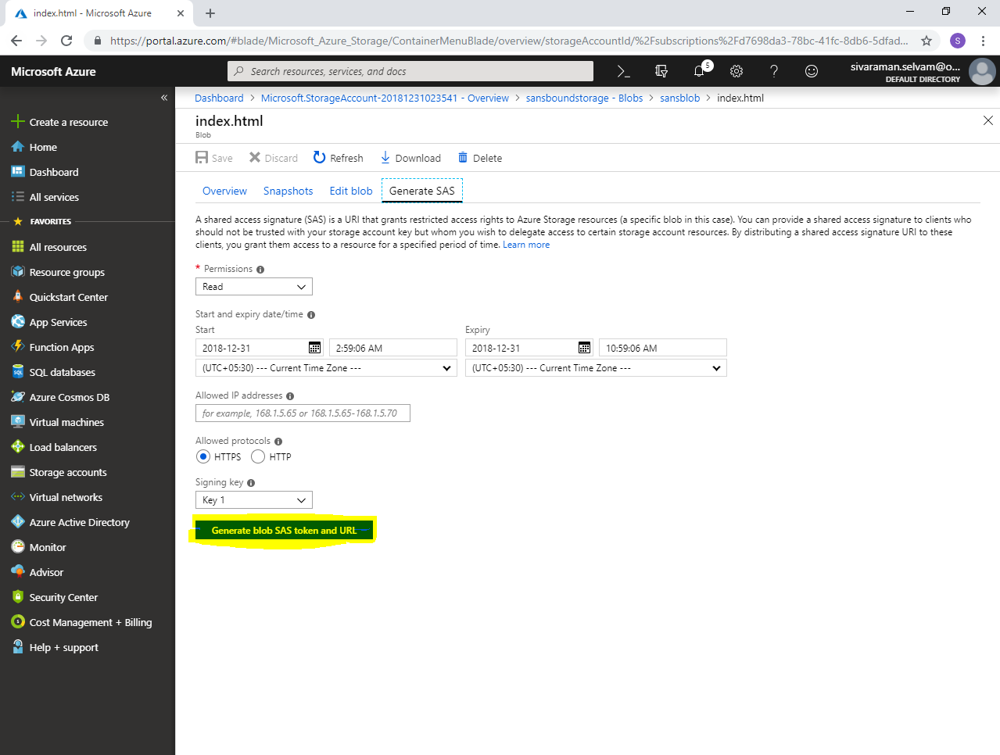 index.html - Microsoft Azure
https://portal.azure.com/#blade/Microsoft_Azure_Storage/ContainerMenuBlade/overview/storageAccountId/%2Fsubscriptions%2Fd7698da3-78bc-41fc-8db6-5dfad...
S
Microsoft Azure
Search resources, services, and docs
5
sivaraman.selvam@o...
DEFAULT DIRECTORY
Create a resource
Home
Dashboard
All services
FAVORITES
All resources
Resource groups
Quickstart Center
App Services
Function Apps
SQL databases
Azure Cosmos DB
Virtual machines
Load balancers
Storage accounts
Virtual networks
Azure Active Directory
Monitor
Advisor
Security Center
Cost Management + Billing
Help + support
Dashboard > Microsoft.StorageAccount-20181231023541 - Overview > sansboundstorage - Blobs > sansblob > index.html
index.html
Blob
Save Discard Refresh Download Delete
Overview Snapshots Edit blob Generate SAS
A shared access signature (SAS) is a URI that grants restricted access rights to Azure Storage resources (a specific blob in this case). You can provide a shared access signature to clients who
should not be trusted with your storage account key but whom you wish to delegate access to certain storage account resources. By distributing a shared access signature URI to these
clients, you grant them access to a resource for a specified period of time. Learn more
* Permissions
Read
Start and expiry date/time
Start Expiry
2018-12-31 2:59:06 AM 2018-12-31 10:59:06 AM
(UTC+05:30) --- Current Time Zone --- (UTC+05:30) --- Current Time Zone ---
Allowed IP addresses
for example, 168.1.5.65 or 168.1.5.65-168.1.5.70
Allowed protocols
HTTPS HTTP
Signing key
Key 1
Generate blob SAS token and URL